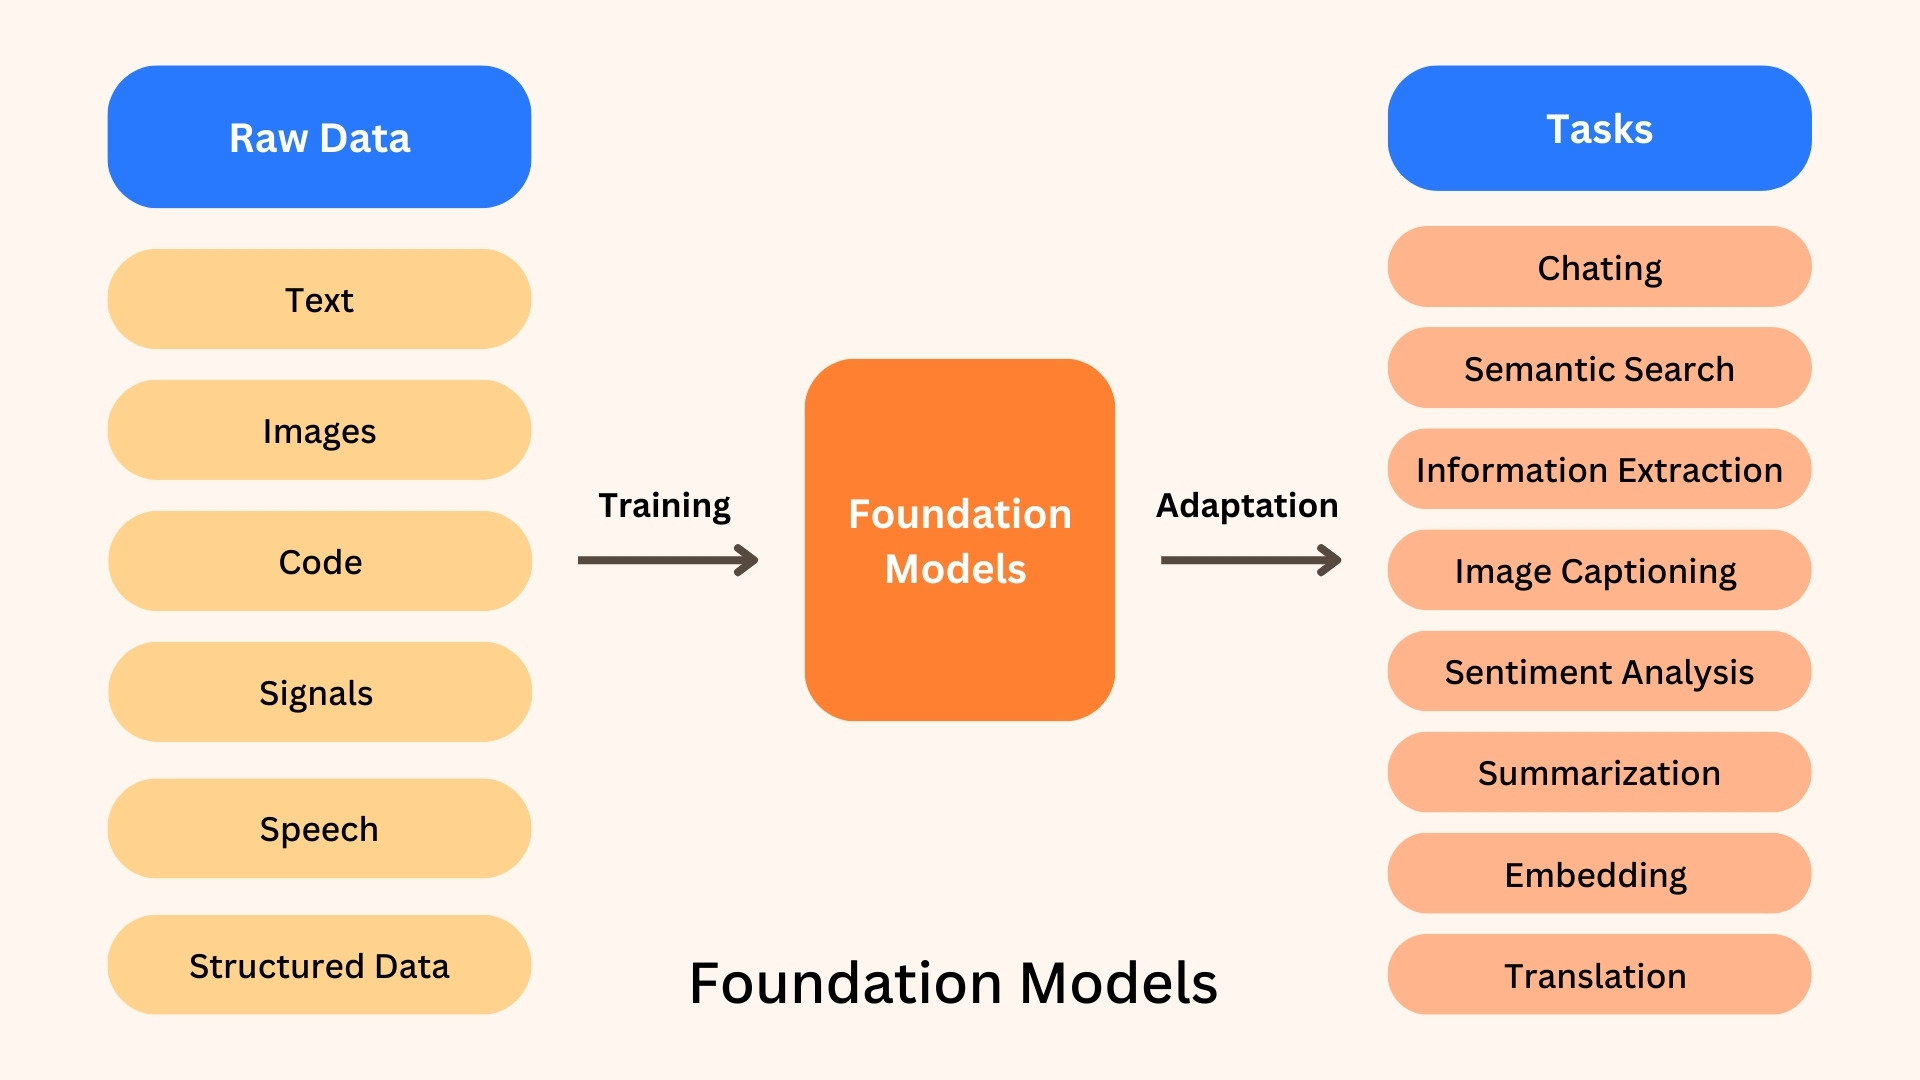 Raw Data
Text
Images
Code
Signals
Speech
Structured Data
Training
Foundation
Models
Adaptation
Tasks
Chating
Semantic Search
Information Extraction
Image Captioning
Sentiment Analysis
Summarization
Embedding
Translation
Foundation Models